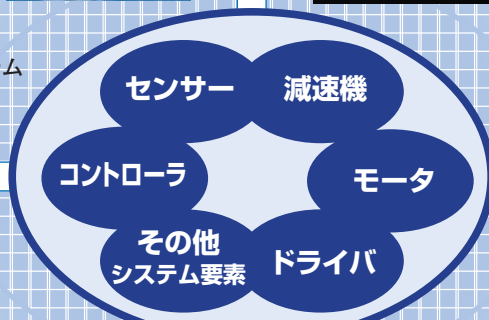 ム
センサー
減速機
コントローラ
モータ
その他
システム要素
ドライバ